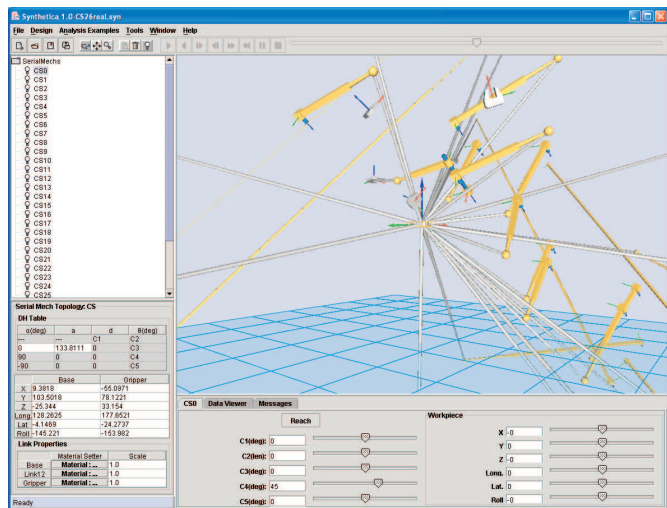 Synthetica 1.0-CS26real.syn
File Design Analysis Examples Tools Window Help
SerialMechs
CS0
CS1
CS2
CS3
CS4
CS5
CS6
CS7
CS8
CS9
CS10
CS11
CS12
CS13
CS14
CS15
CS16
CS17
CS18
CS19
CS20
CS21
CS22
CS23
CS24
CS25
Serial Mech Topology: CS
DH Table
α(deg) a d θ(deg)
--- --- C1 C2
0 133.8111 0 C3
90 0 0 C4
-90 0 0 C5
Base Gripper
X 9.3818 -55.0971
Y 103.5018 78.1221
Z -25.344 33.154
Long 128.2625 177.6521
Lat -4.1469 -24.2737
Roll -145.221 -153.982
Link Properties
Material Setter Scale
Base Material : ... 1.0
Link12 Material : ... 1.0
Gripper Material : ... 1.0
Ready
CS0 Data Viewer Messages
Reach
C1(deg): 0
C2(deg): 0
C3(deg): 0
C4(deg): 45
C5(deg): 0
Workpiece
X -0
Y 0
Z -0
Long. 0
Lat. 0
Roll -0